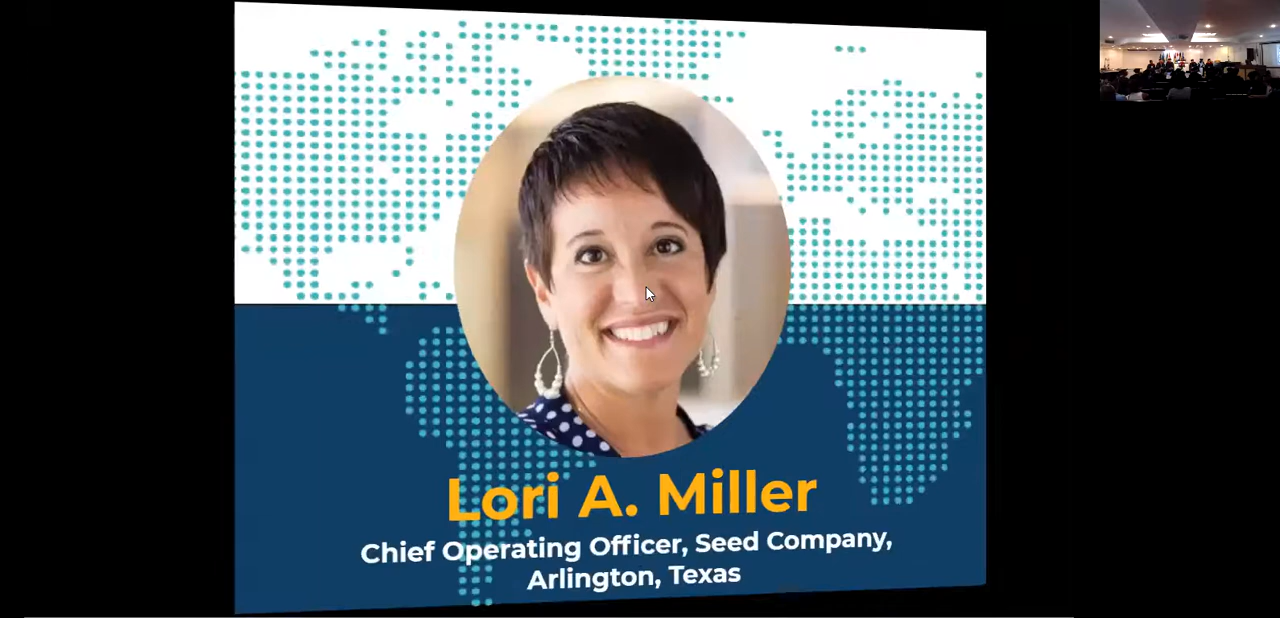 Lori A. Miller
Chief Operating Officer, Seed Company,
Arlington, Texas